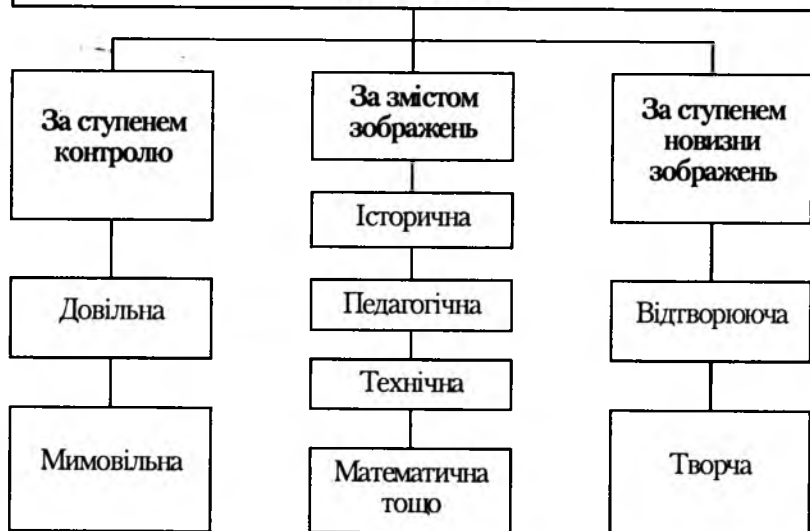 За ступенем
контролю
Довільна
Мимовільна
За змістом
зображень
Історична
Педагогічна
Технічна
Математична
тощо
За ступенем
новизни
зображень
Відтворююча
Творча